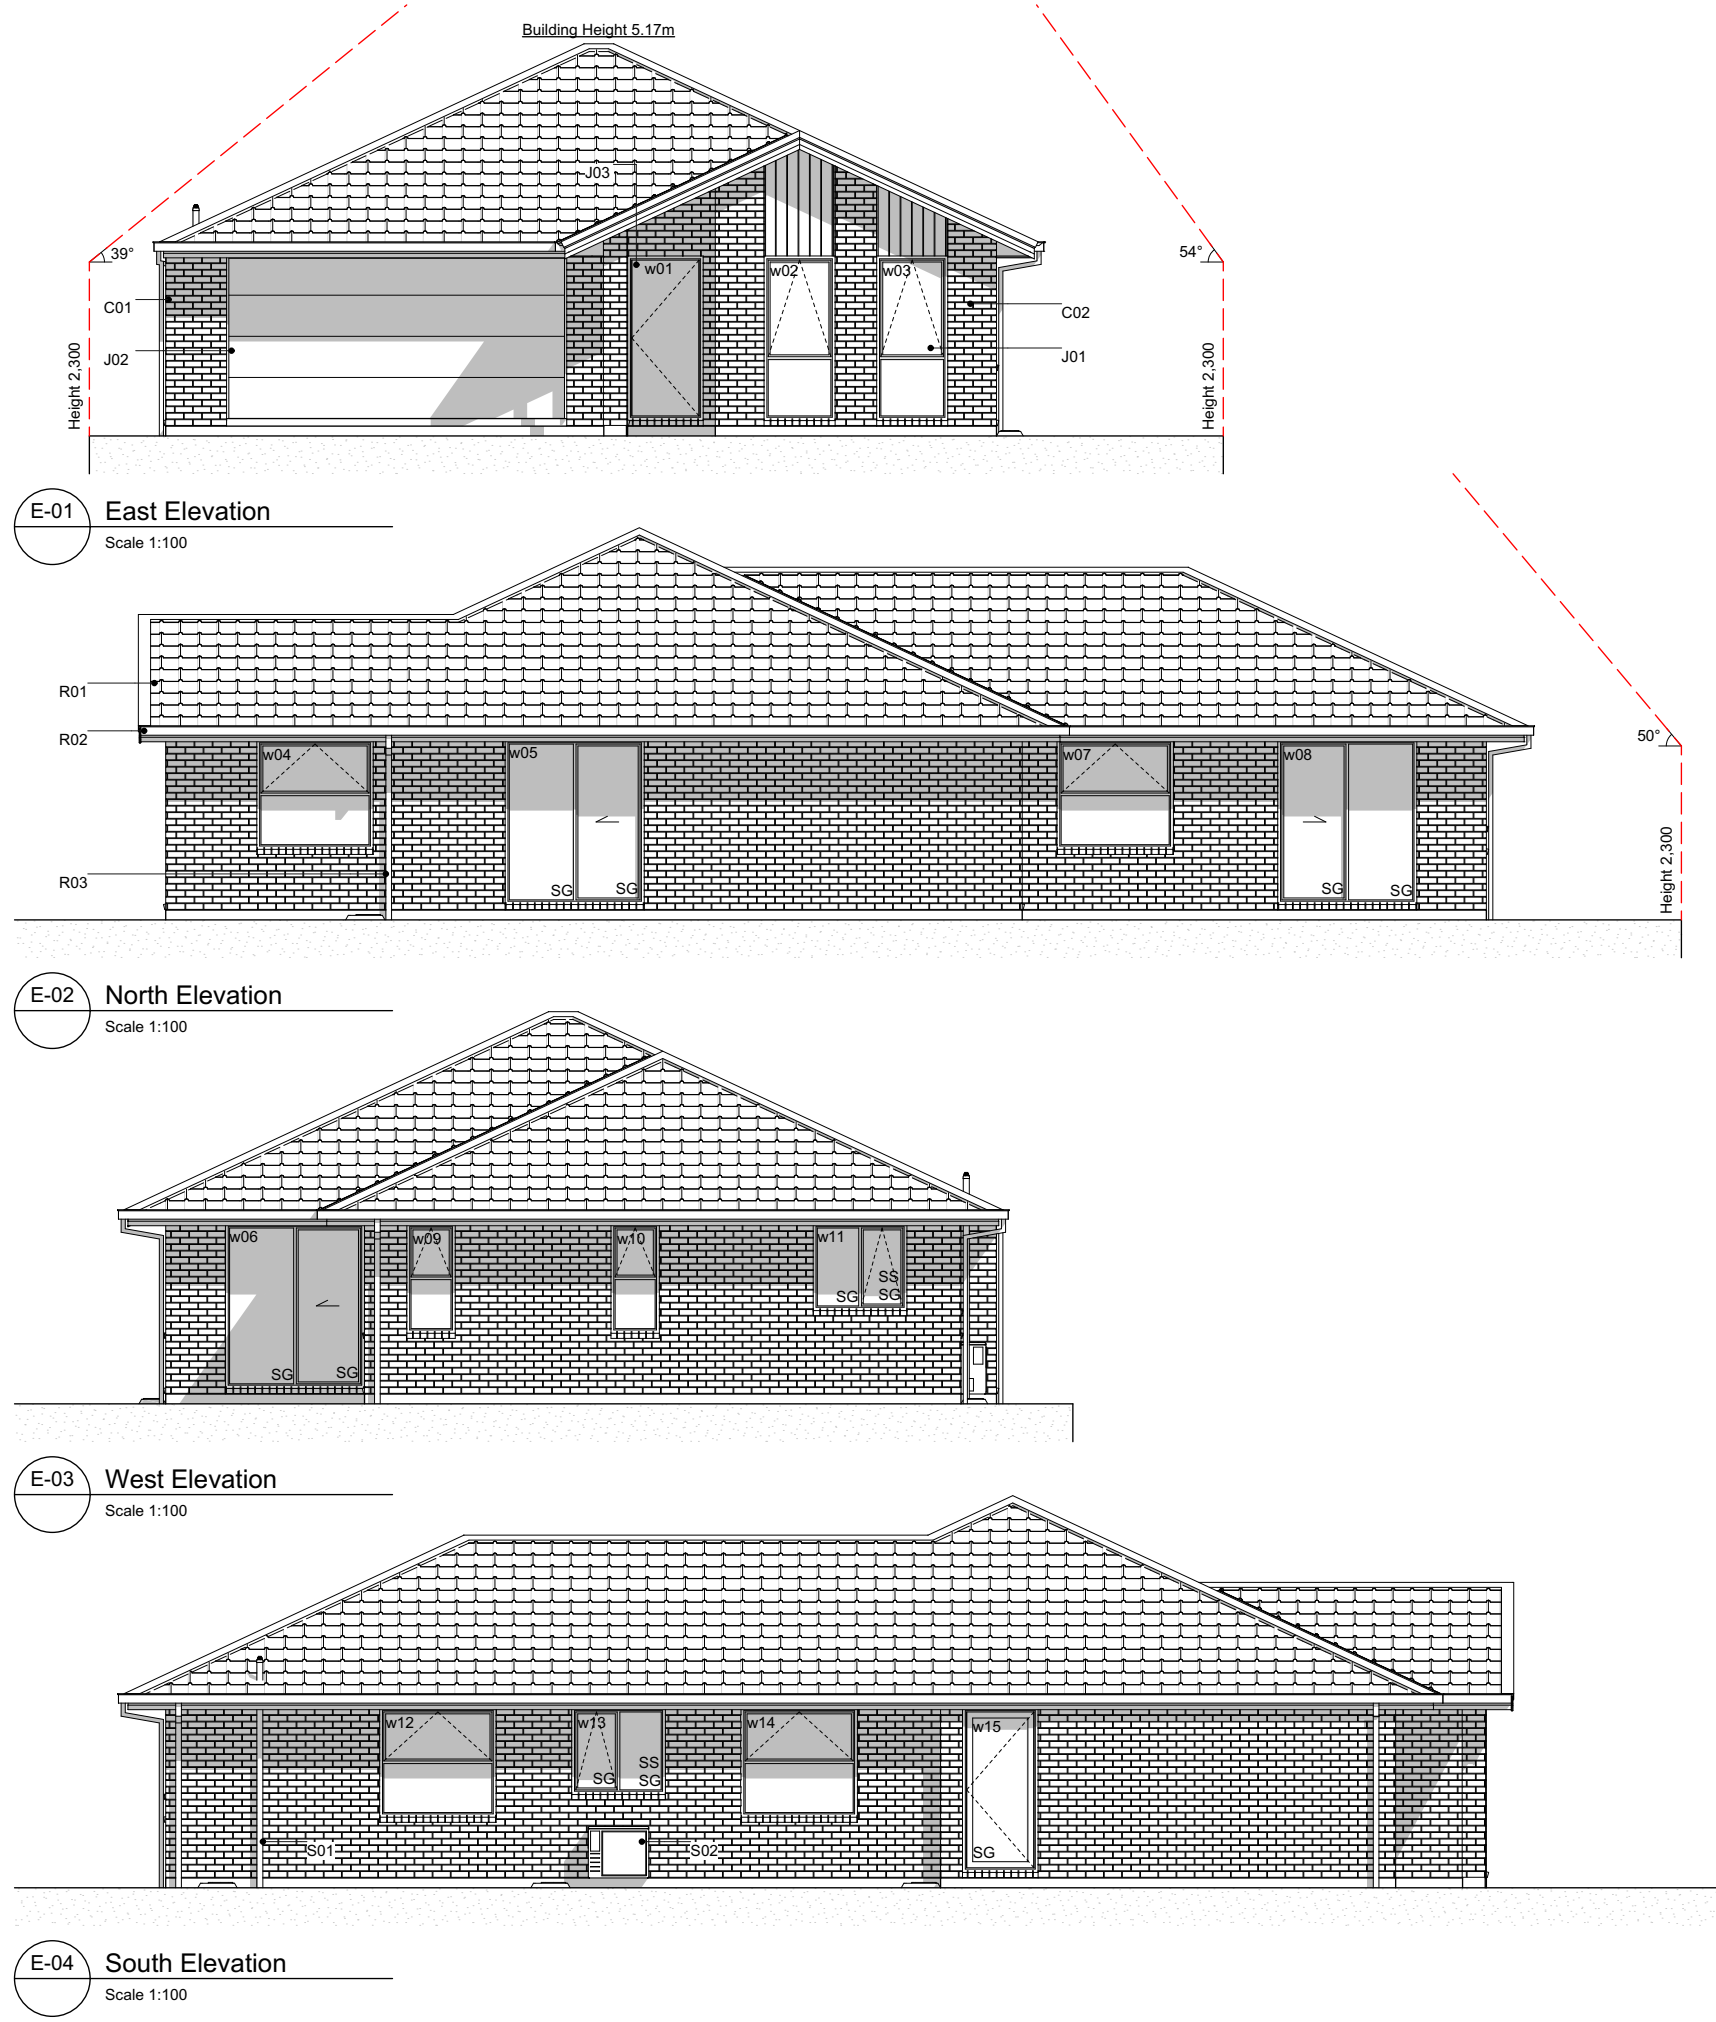 Building Height 5.17m
J03
39°
54°
w01
w02
w03
C01
C02
J02
J01
Height 2,300
Height 2,300
E-01
East Elevation
Scale 1:100
R01
R02
50°
w04
w05
w07
w08
R03
SG
SG
SG
SG
Height 2,300
E-02
North Elevation
Scale 1:100
w06
w09
w10
w11
SS
SG
SG
SG
SG
E-03
West Elevation
Scale 1:100
w12
w13
w14
w15
SS
SG
SG
S01
S02
SG
E-04
South Elevation
Scale 1:100